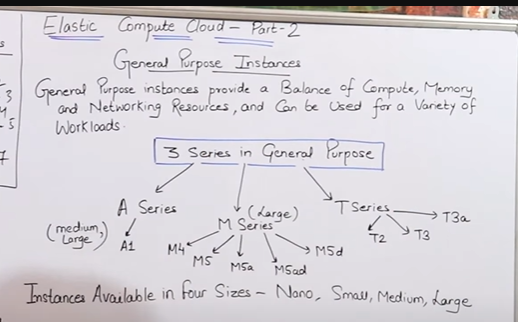 Elastic Compute Cloud - Part-2
General Purpose Instances
General Purpose instances provide a Balance of Compute, Memory
and Networking Resources, and Can be Used for a Variety of
Workloads.
3 Series in General Purpose
A Series
(medium, Large)
A1
(Large)
M Series
M4
M5
M5a
M5ad
M5d
T Series
T2
T3
T3a
Instances Available in four Sizes - Nano, Small, Medium, Large
s
3
4
5
7